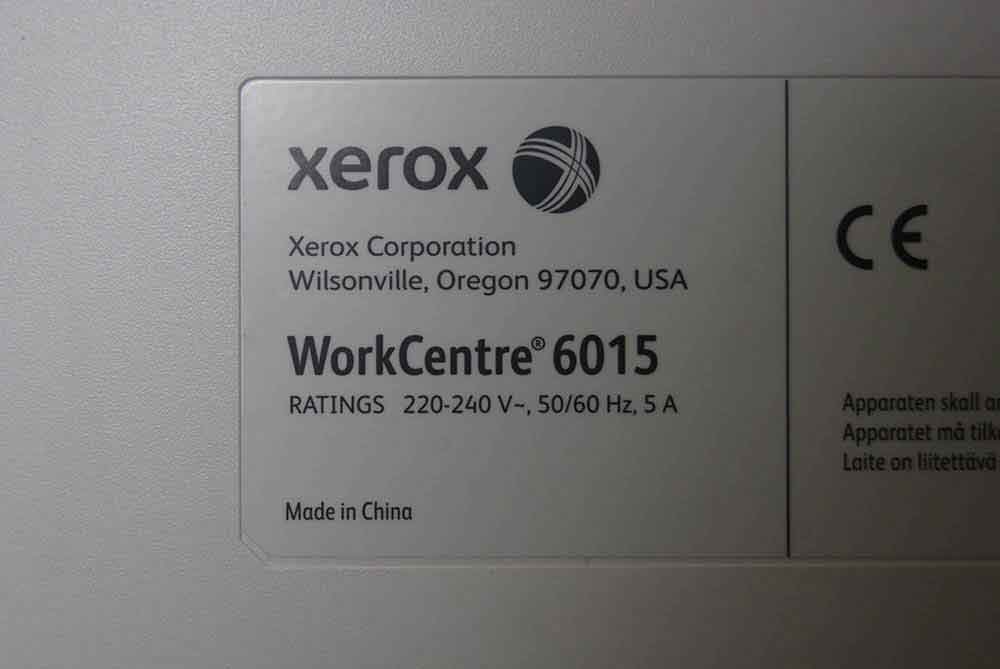 xerox
Xerox Corporation
Wilsonville, Oregon 97070, USA
WorkCentre® 6015
RATINGS 220-240 V~, 50/60 Hz, 5 A
Made in China
CE
Apparaten skall
Apparatet må
Laite on liitettävä